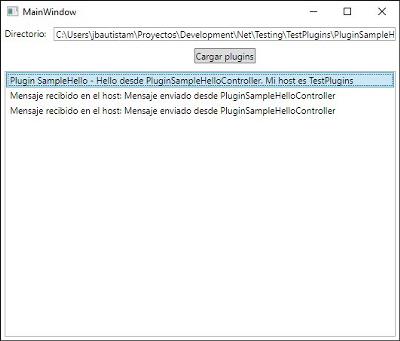 MainWindow
Directorio: C:\Users\jbautistam\Proyectos\Development\Net\Testing\TestPlugins\PluginSampleH
Cargar plugins
Plugin SampleHello - Hello desde PluginSampleHelloController. Mi host es TestPlugins
Mensaje recibido en el host: Mensaje enviado desde PluginSampleHelloController
Mensaje recibido en el host: Mensaje enviado desde PluginSampleHelloController